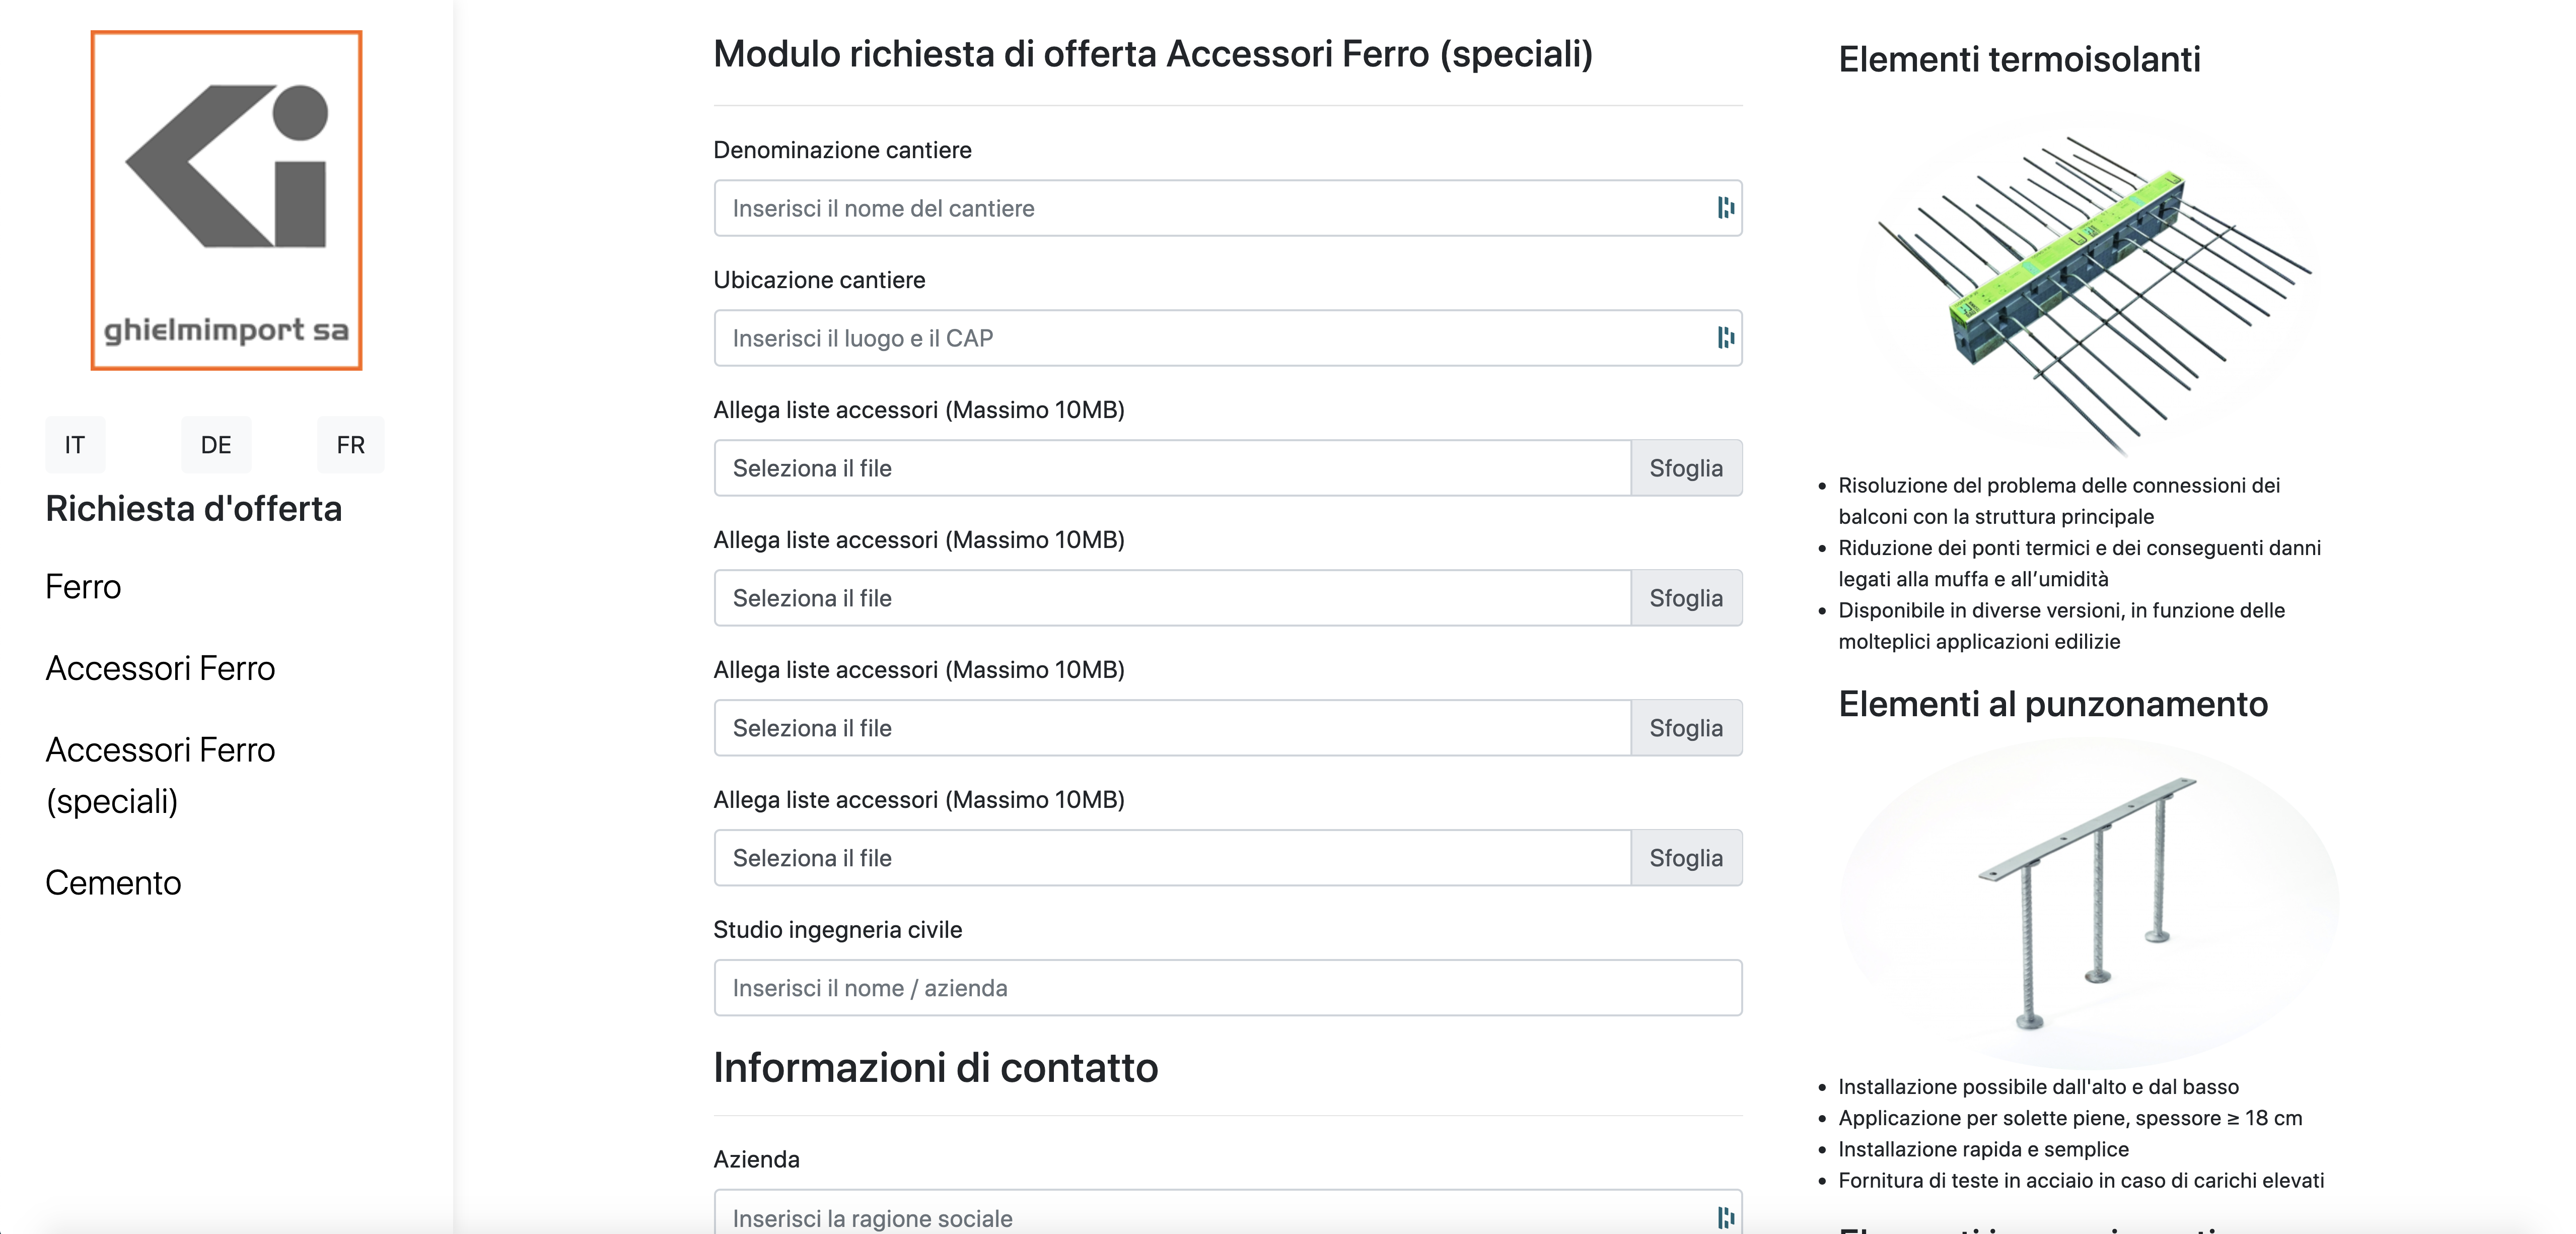 ghielmimport sa
IT
DE
FR
Richiesta d'offerta
Ferro
Accessori Ferro
Accessori Ferro
(speciali)
Cemento
Modulo richiesta di offerta Accessori Ferro (speciali)
Denominazione cantiere
Inserisci il nome del cantiere
Ubicazione cantiere
Inserisci il luogo e il CAP
Allega liste accessori (Massimo 10MB)
Seleziona il file
Sfoglia
Allega liste accessori (Massimo 10MB)
Seleziona il file
Sfoglia
Allega liste accessori (Massimo 10MB)
Seleziona il file
Sfoglia
Allega liste accessori (Massimo 10MB)
Seleziona il file
Sfoglia
Studio ingegneria civile
Inserisci il nome / azienda
Informazioni di contatto
Azienda
Inserisci la ragione sociale
Elementi termoisolanti
• Risoluzione del problema delle connessioni dei
balconi con la struttura principale
• Riduzione dei ponti termici e dei conseguenti danni
legati alla muffa e all’umidità
• Disponibile in diverse versioni, in funzione delle
molteplici applicazioni edilizie
Elementi al punzonamento
• Installazione possibile dall'alto e dal basso
• Applicazione per solette piene, spessore ≥ 18 cm
• Installazione rapida e semplice
• Fornitura di teste in acciaio in caso di carichi elevati